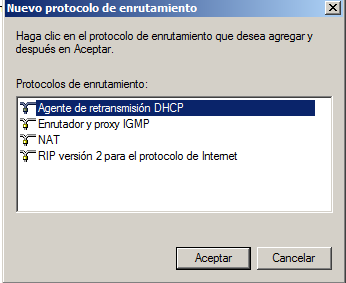 Nuevo protocolo de enrutamiento
Haga clic en el protocolo de enrutamiento que desea agregar y
después en Aceptar.
Protocolos de enrutamiento:
Agente de retransmisión DHCP
Enrutador y proxy IGMP
NAT
RIP versión 2 para el protocolo de Internet
Aceptar
Cancelar